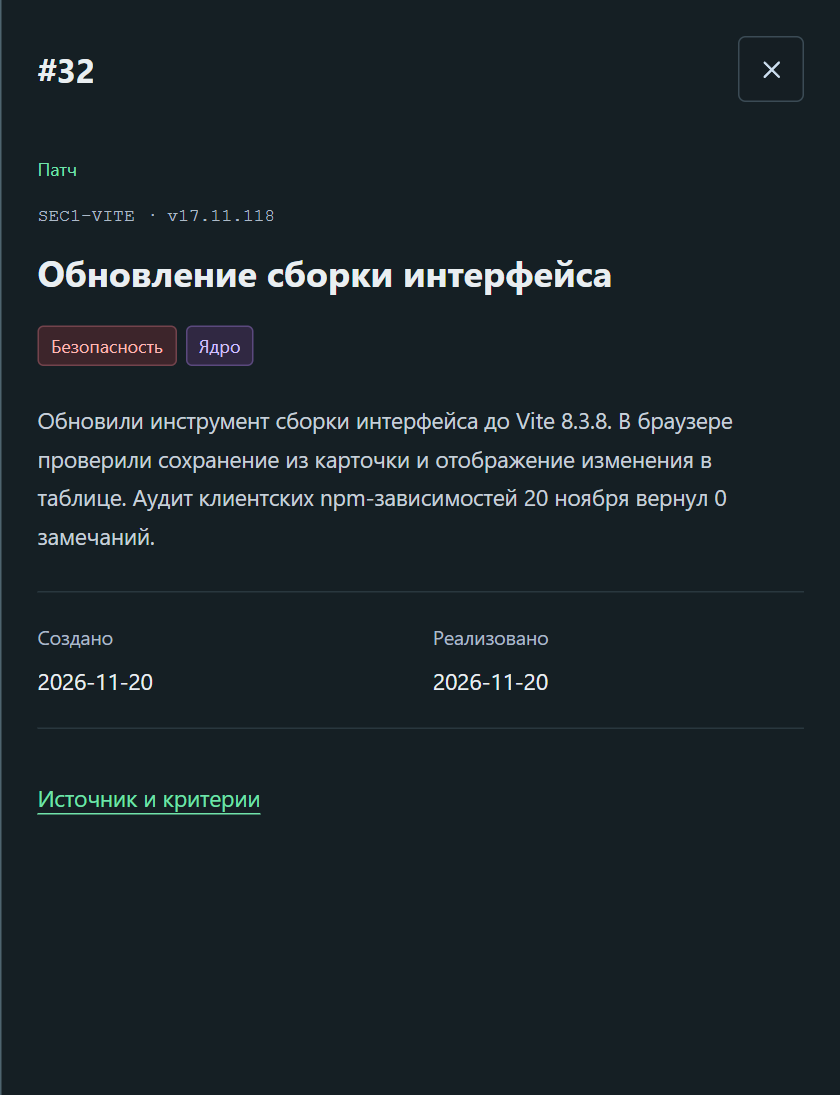 #32
Патч
SEC1-VITE · v17.11.118
Обновление сборки интерфейса
Безопасность Ядро
Обновили инструмент сборки интерфейса до Vite 8.3.8. В браузере
проверили сохранение из карточки и отображение изменения в
таблице. Аудит клиентских npm-зависимостей 20 ноября вернул 0
замечаний.
Создано Реализовано
2026-11-20 2026-11-20
Источник и критерии